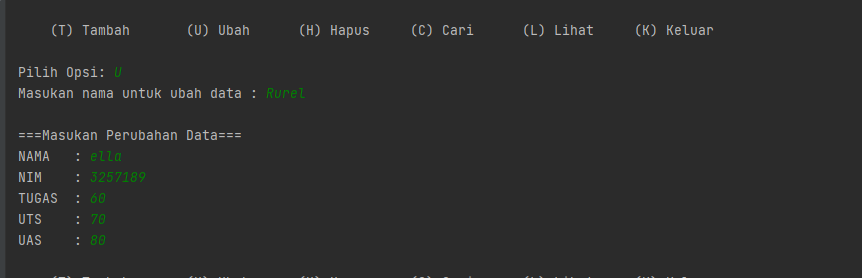 (T) Tambah (U) Ubah (H) Hapus (C) Cari (L) Lihat (K) Keluar
Pilih Opsi: U
Masukan nama untuk ubah data : Rurel
===Masukan Perubahan Data===
NAMA : ella
NIM : 3257189
TUGAS : 60
UTS : 70
UAS : 80